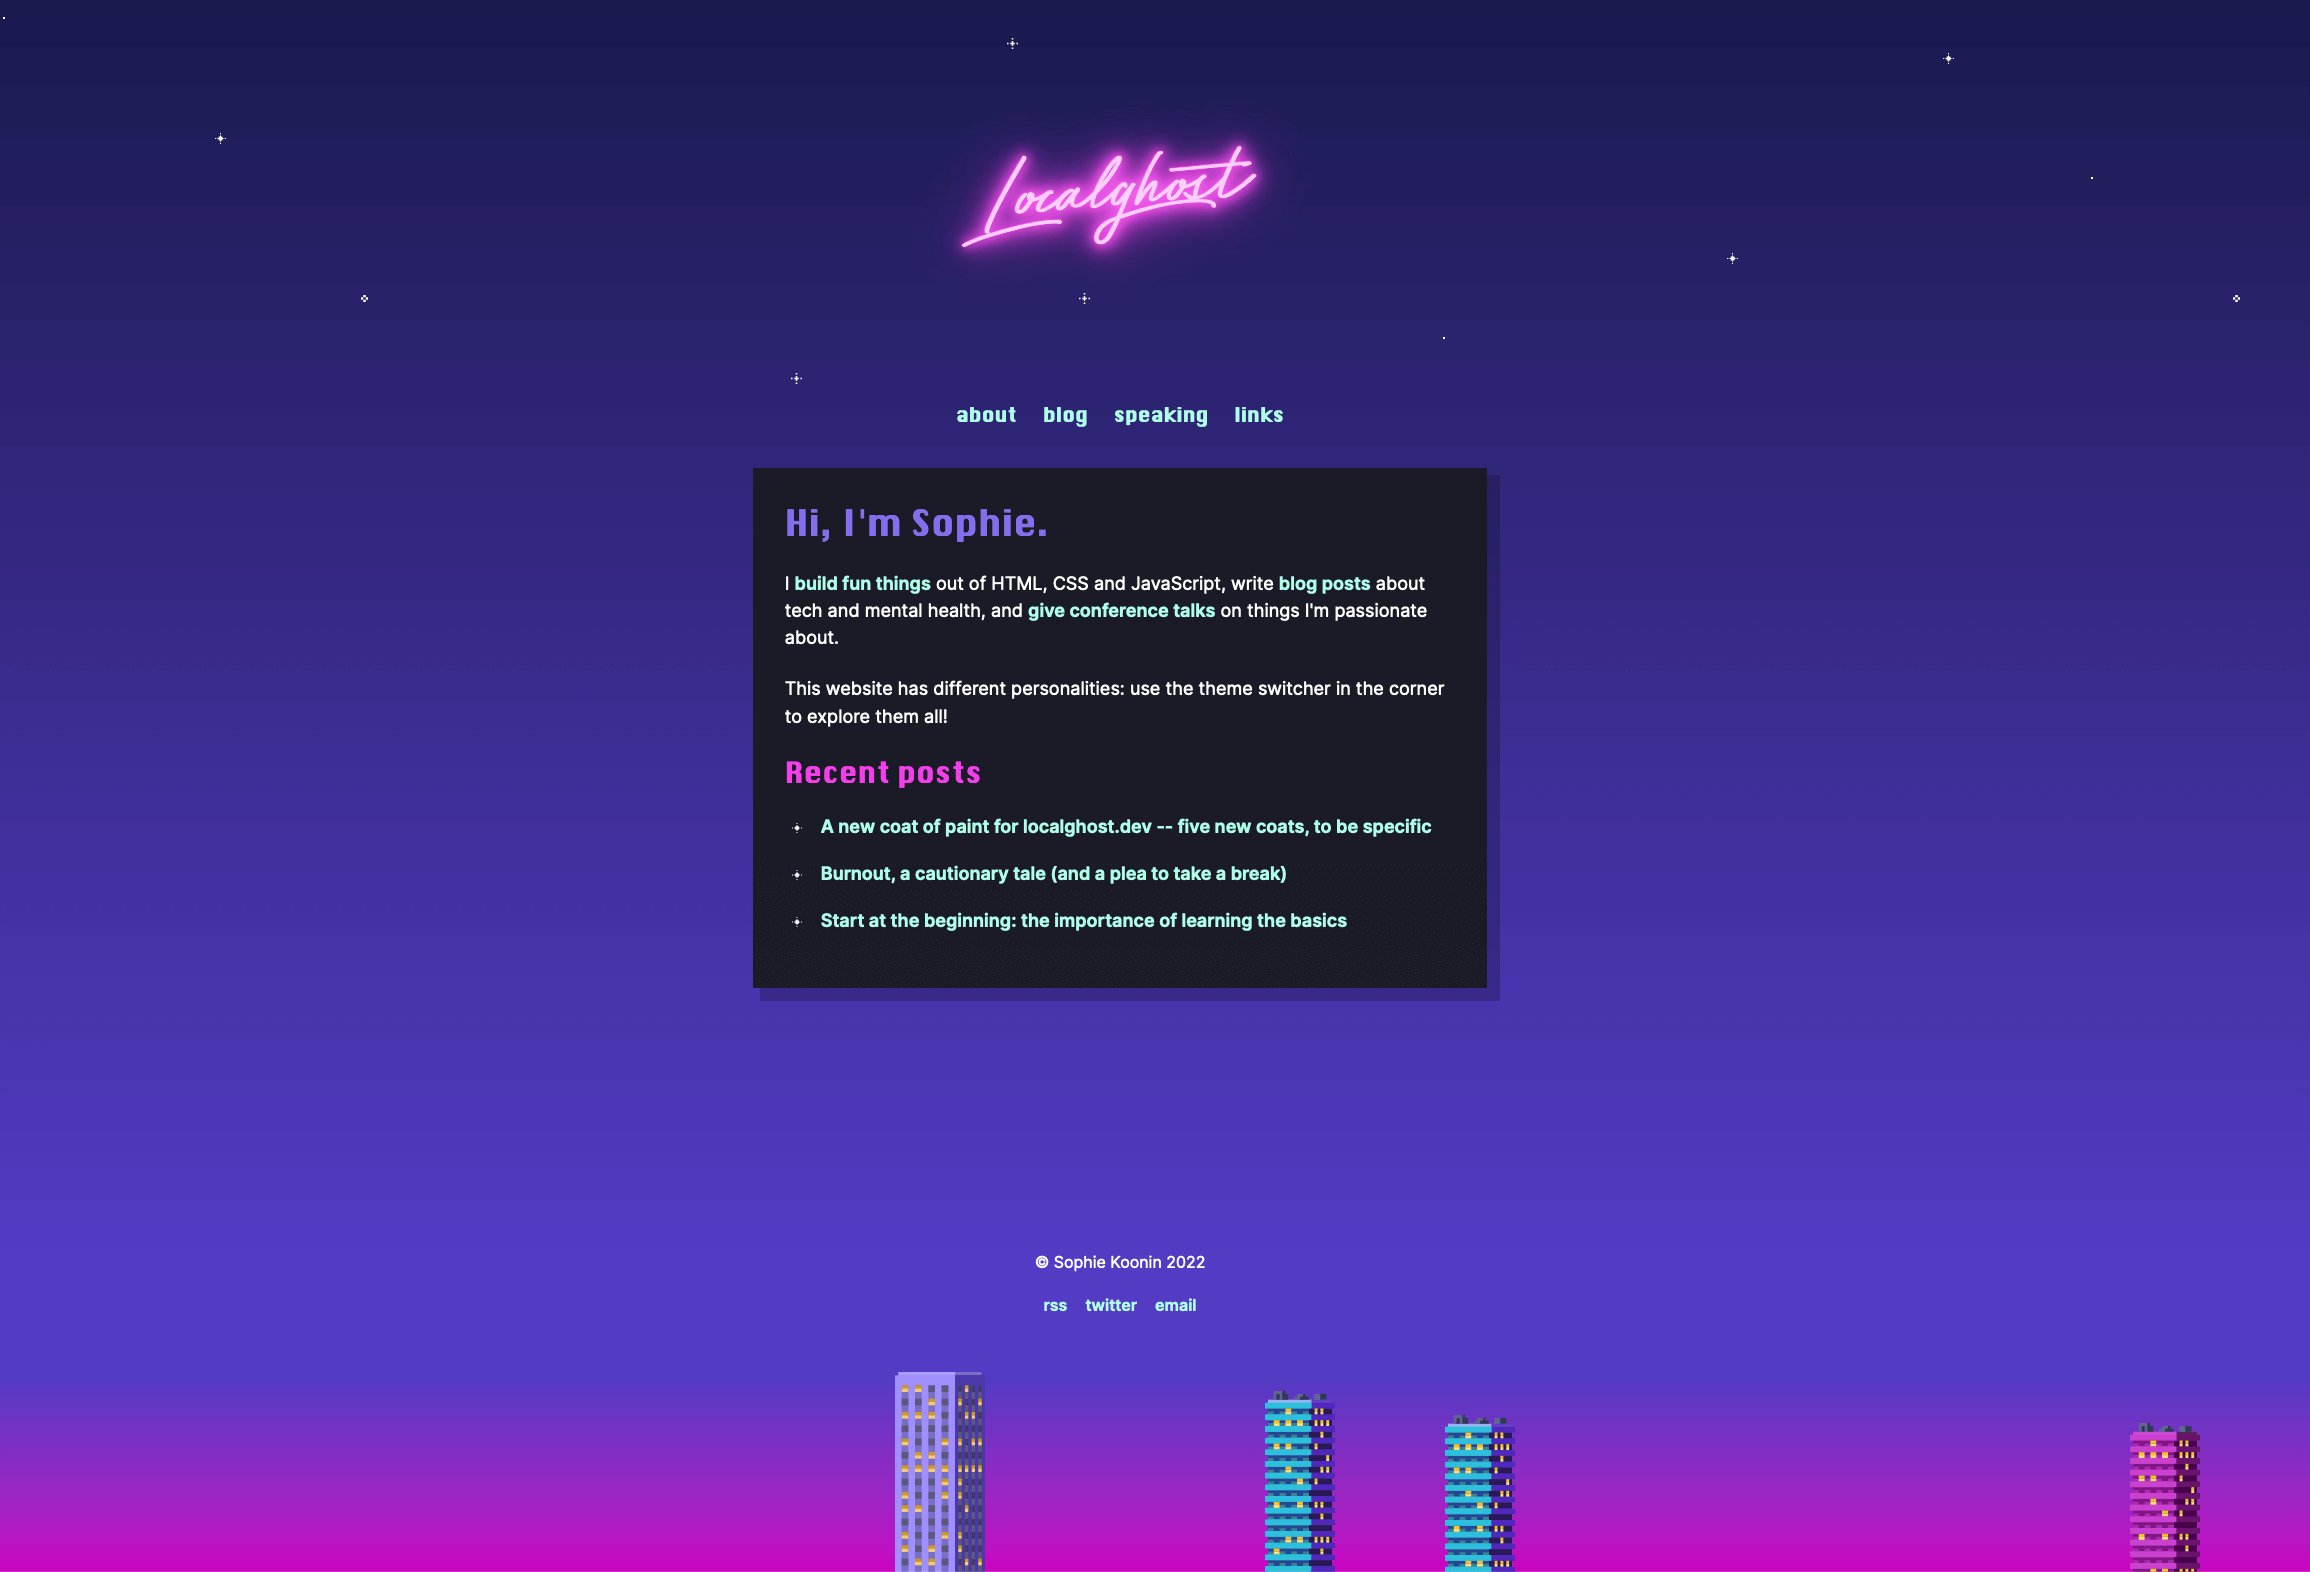 Localghost
about blog speaking links
Hi, I'm Sophie.
I build fun things out of HTML, CSS and JavaScript, write blog posts about
tech and mental health, and give conference talks on things I'm passionate
about.
This website has different personalities: use the theme switcher in the corner
to explore them all!
Recent posts
A new coat of paint for localghost.dev -- five new coats, to be specific
Burnout, a cautionary tale (and a plea to take a break)
Start at the beginning: the importance of learning the basics
© Sophie Koonin 2022
rss twitter email